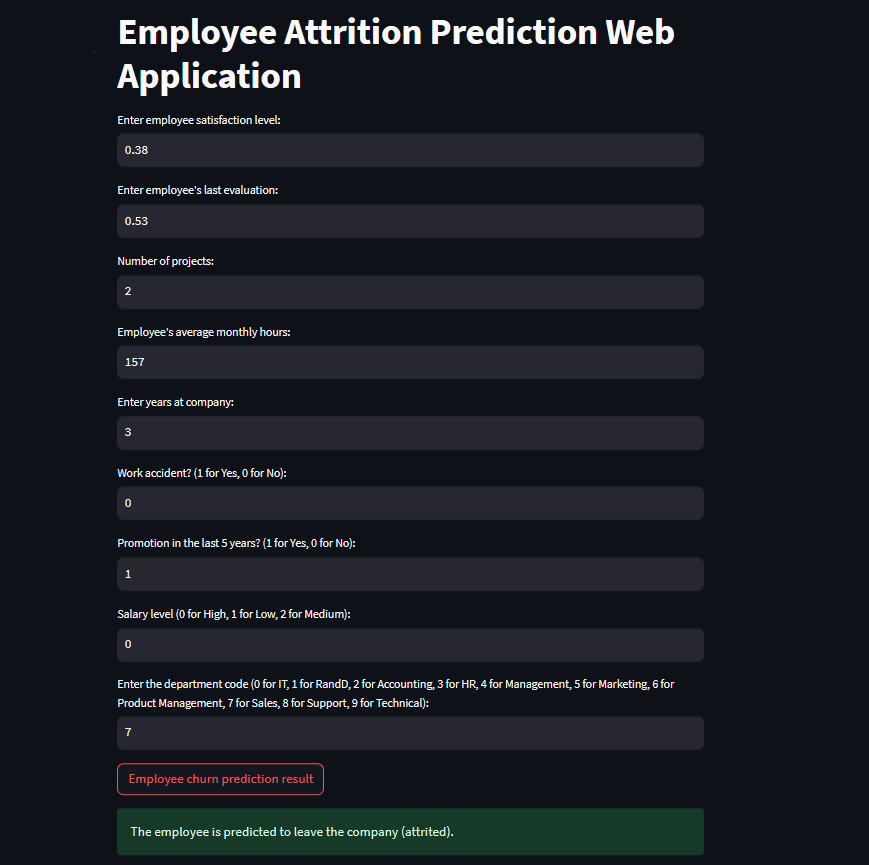 Employee Attrition Prediction Web
Application
Enter employee satisfaction level:
0.38
Enter employee's last evaluation:
0.53
Number of projects:
2
Employee's average monthly hours:
157
Enter years at company:
3
Work accident? (1 for Yes, 0 for No):
0
Promotion in the last 5 years? (1 for Yes, 0 for No):
1
Salary level (0 for High, 1 for Low, 2 for Medium):
0
Enter the department code (0 for IT, 1 for RandD, 2 for Accounting, 3 for HR, 4 for Management, 5 for Marketing, 6 for
Product Management, 7 for Sales, 8 for Support, 9 for Technical):
7
Employee churn prediction result
The employee is predicted to leave the company (attrited).